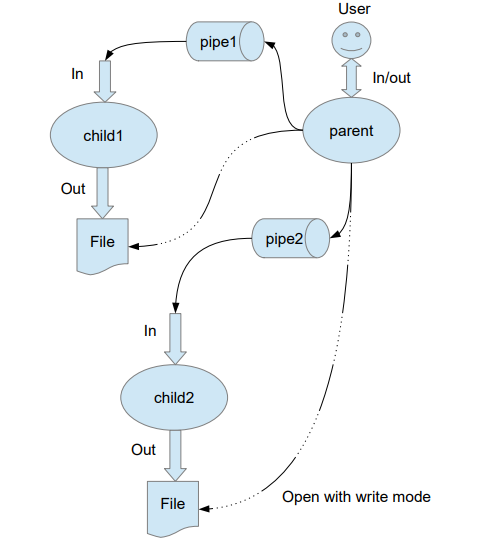 User
pipe1
In
In/out
child1
parent
Out
File
pipe2
In
child2
Out
File
Open with write mode